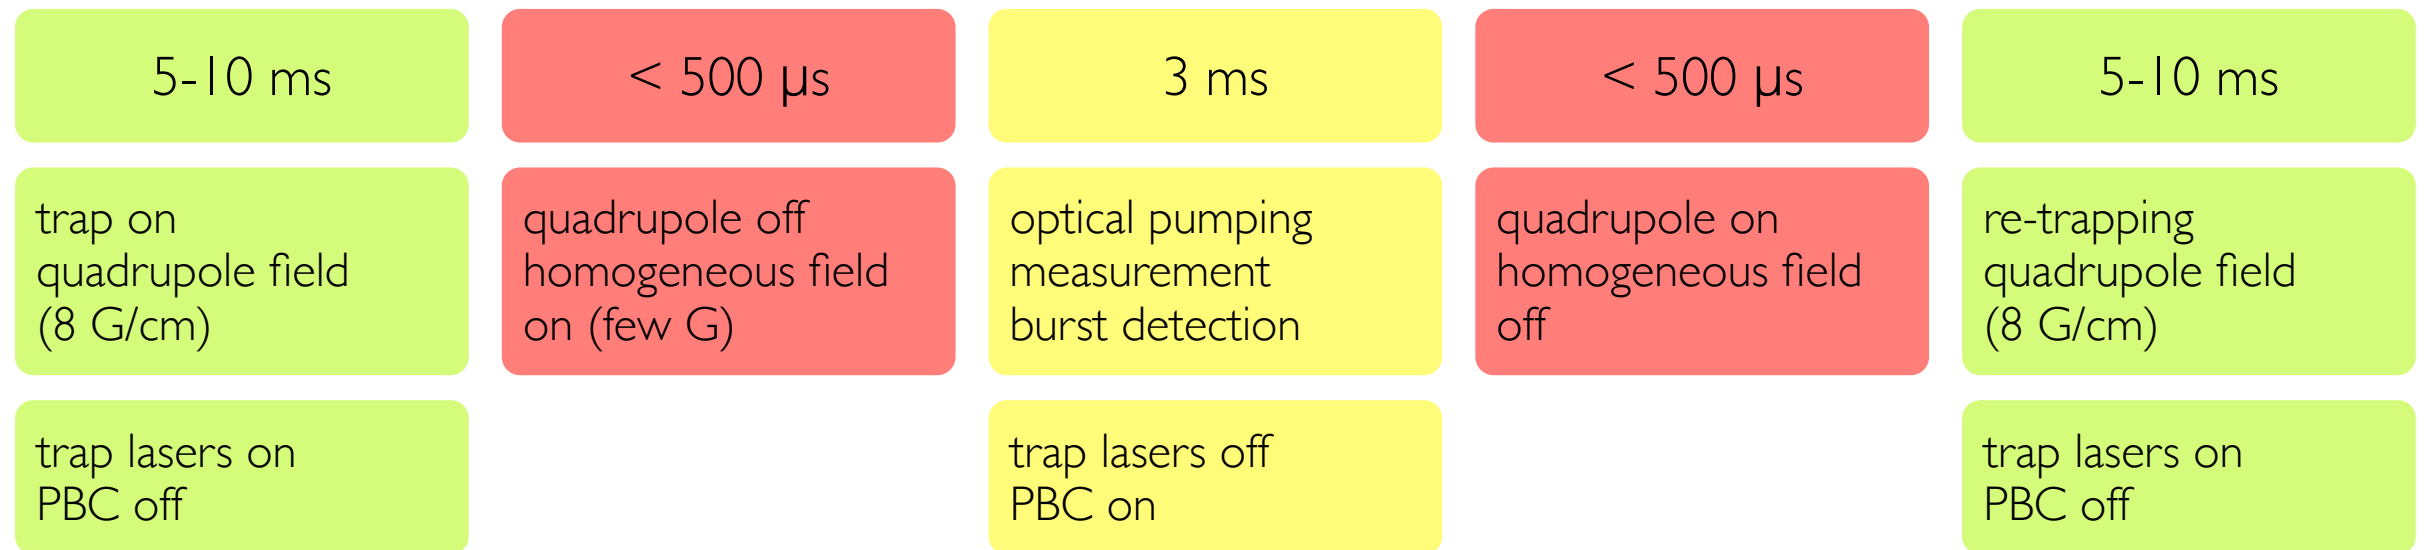 5-10 ms
< 500 µs
3 ms
< 500 µs
5-10 ms
trap on
quadrupole field
(8 G/cm)
quadrupole off
homogeneous field
on (few G)
optical pumping
measurement
burst detection
quadrupole on
homogeneous field
off
re-trapping
quadrupole field
(8 G/cm)
trap lasers on
PBC off
trap lasers off
PBC on
trap lasers on
PBC off